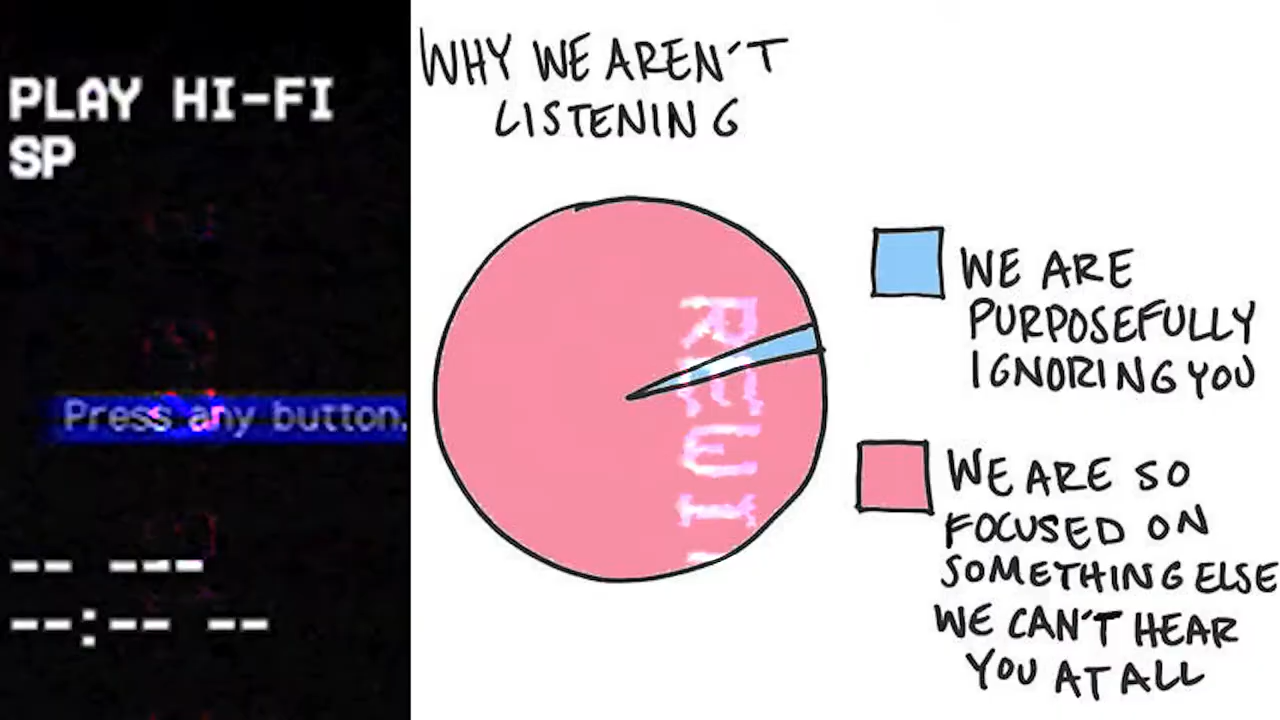 PLAY HI-FI
SP
Press any button.
-- ---
--:-- --
WHY WE AREN'T
LISTENING
WE ARE
PURPOSEFULLY
IGNORING YOU
WE ARE SO
FOCUSED ON
SOMETHING ELSE
WE CAN'T HEAR
YOU AT ALL